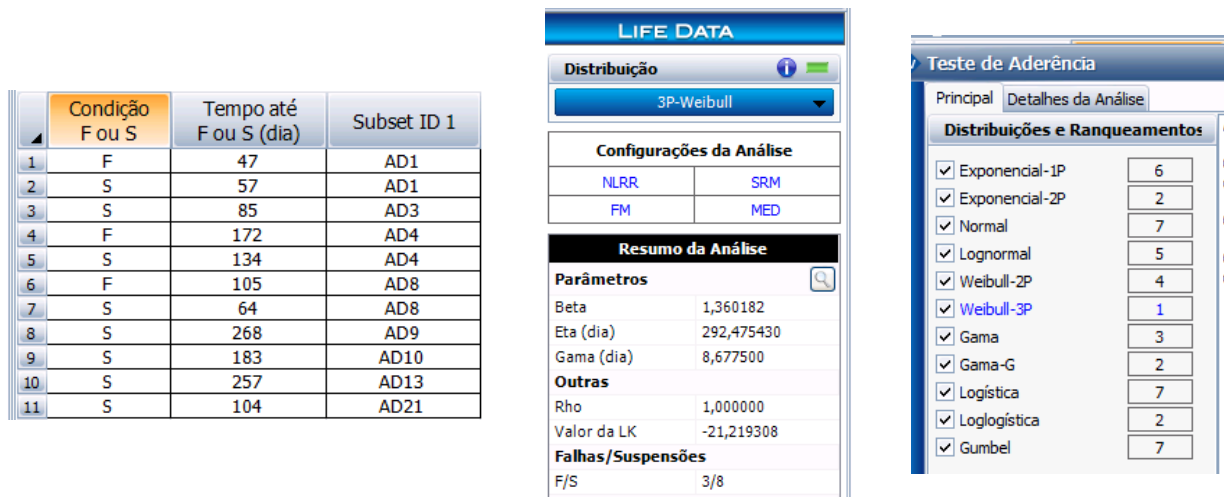 Condição
F ou S
Tempo até
F ou S (dia)
Subset ID 1
1 F 47 AD1
2 S 57 AD1
3 S 85 AD3
4 F 172 AD4
5 S 134 AD4
6 F 105 AD8
7 S 64 AD8
8 S 268 AD9
9 S 183 AD10
10 S 257 AD13
11 S 104 AD21
LIFE DATA
Distribuição
3P-Weibull
Configurações da Análise
NLRR SRM
FM MED
Resumo da Análise
Parâmetros
Beta 1,360182
Eta (dia) 292,475430
Gama (dia) 8,677500
Outras
Rho 1,000000
Valor da LK -21,219308
Falhas/Suspensões
F/S 3/8
Teste de Aderência
Principal Detalhes da Análise
Distribuições e Ranqueamentos
Exponencial-1P 6
Exponencial-2P 2
Normal 7
Lognormal 5
Weibull-2P 4
Weibull-3P 1
Gama 3
Gama-G 2
Logística 7
Loglogística 2
Gumbel 7